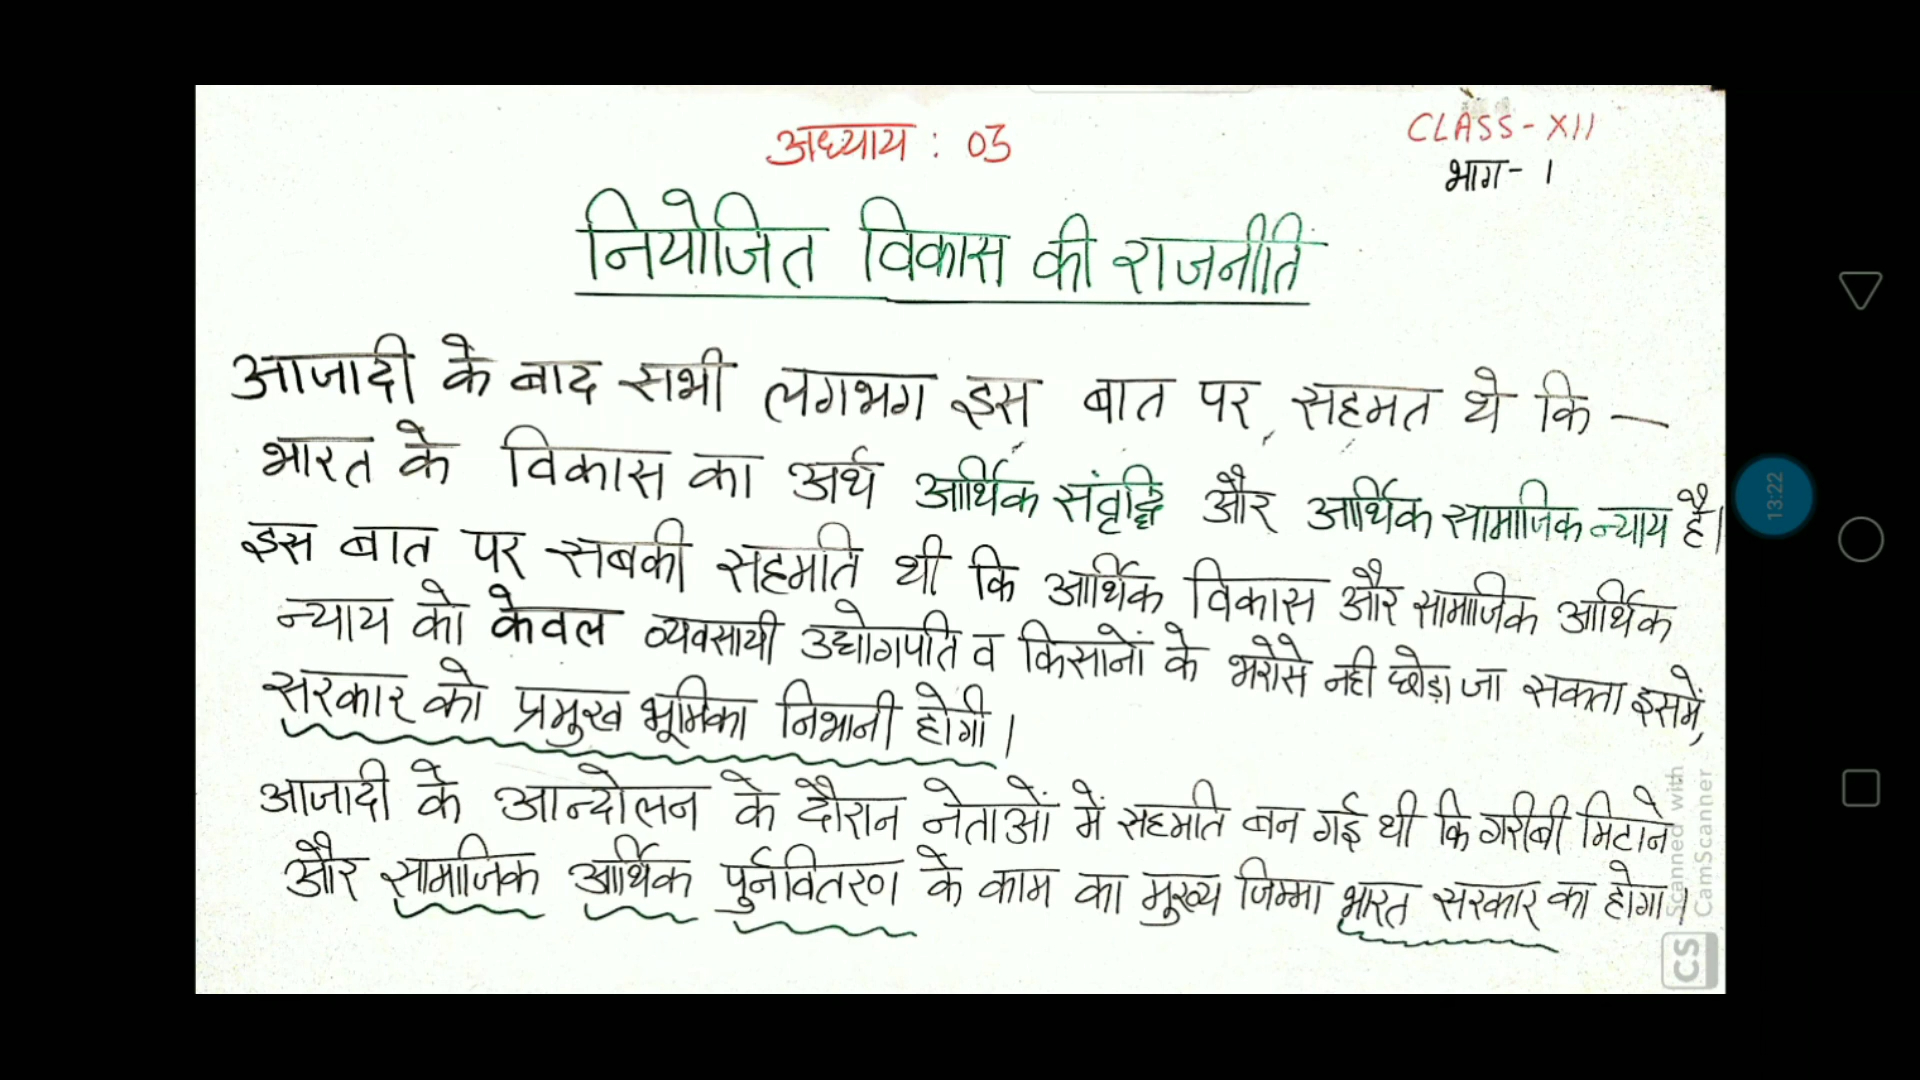 अध्याय : 03
CLASS-XII
भाग- 1
नियोजित विकास की राजनीति
आजादी के बाद सभी लगभग इस बात पर सहमत थे कि —
भारत के विकास का अर्थ आर्थिक संवृद्धि और आर्थिक सामाजिक न्याय है।
इस बात पर सबकी सहमति थी कि आर्थिक विकास और सामाजिक आर्थिक
न्याय को केवल व्यवसायी उद्योगपति व किसानों के भरोसे नही छोड़ा जा सकता इसमें,
सरकार को प्रमुख भूमिका निभानी होगी।
आजादी के आन्दोलन के दौरान नेताओं में सहमति बन गई थी कि गरीबी मिटाने
और सामाजिक आर्थिक पुर्नवितरण के काम का मुख्य जिम्मा भारत सरकार का होगा।
13:22
Scanned with
CamScanner
CS